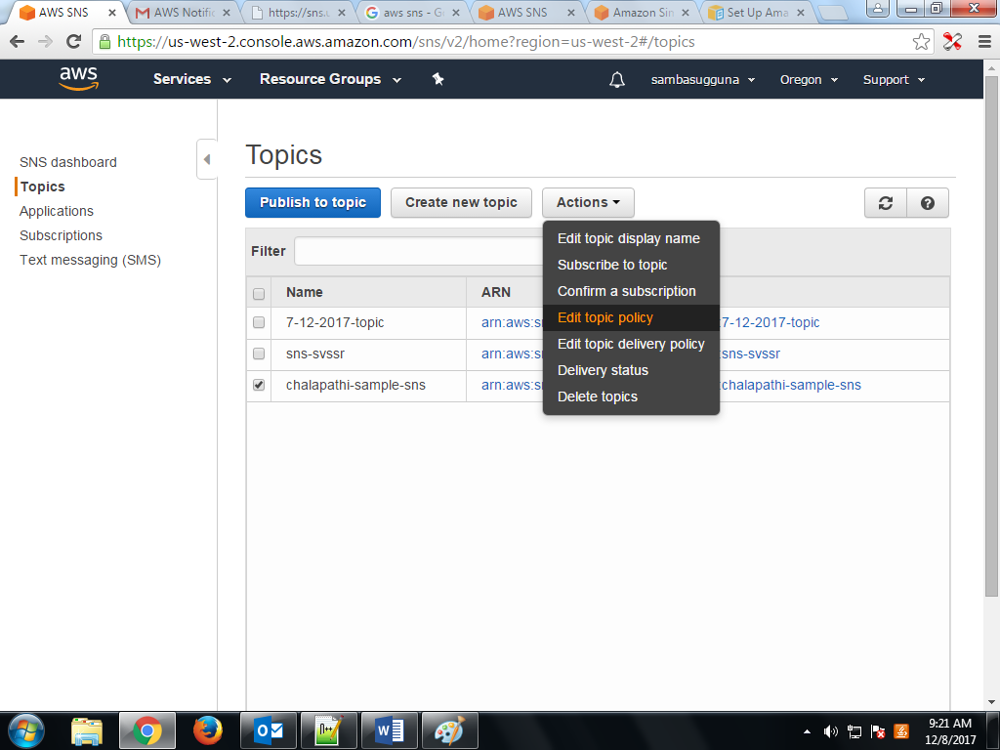 AWS SNS AWS Notific https://sns.u aws sns - G AWS SNS Amazon Sim Set Up Ama
https://us-west-2.console.aws.amazon.com/sns/v2/home?region=us-west-2#/topics
aws Services Resource Groups sambasugguna Oregon Support
SNS dashboard
Topics
Applications
Subscriptions
Text messaging (SMS)
Topics
Publish to topic Create new topic Actions
Filter
Name ARN
7-12-2017-topic arn:aws:sn :7-12-2017-topic
sns-svssr arn:aws:sn :sns-svssr
chalapathi-sample-sns arn:aws:sn :chalapathi-sample-sns
Edit topic display name
Subscribe to topic
Confirm a subscription
Edit topic policy
Edit topic delivery policy
Delivery status
Delete topics
9:21 AM
12/8/2017